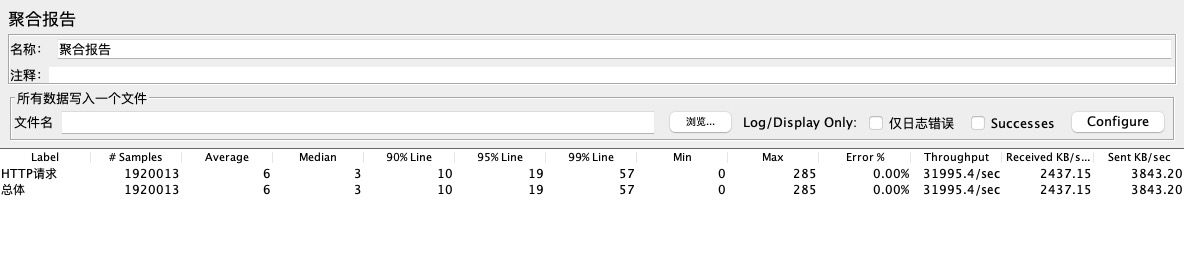 聚合报告
名称： 聚合报告
注释：
所有数据写入一个文件
文件名 浏览... Log/Display Only: 仅日志错误 Successes Configure
Label # Samples Average Median 90% Line 95% Line 99% Line Min Max Error % Throughput Received KB/s... Sent KB/sec
HTTP请求 1920013 6 3 10 19 57 0 285 0.00% 31995.4/sec 2437.15 3843.20
总体 1920013 6 3 10 19 57 0 285 0.00% 31995.4/sec 2437.15 3843.20